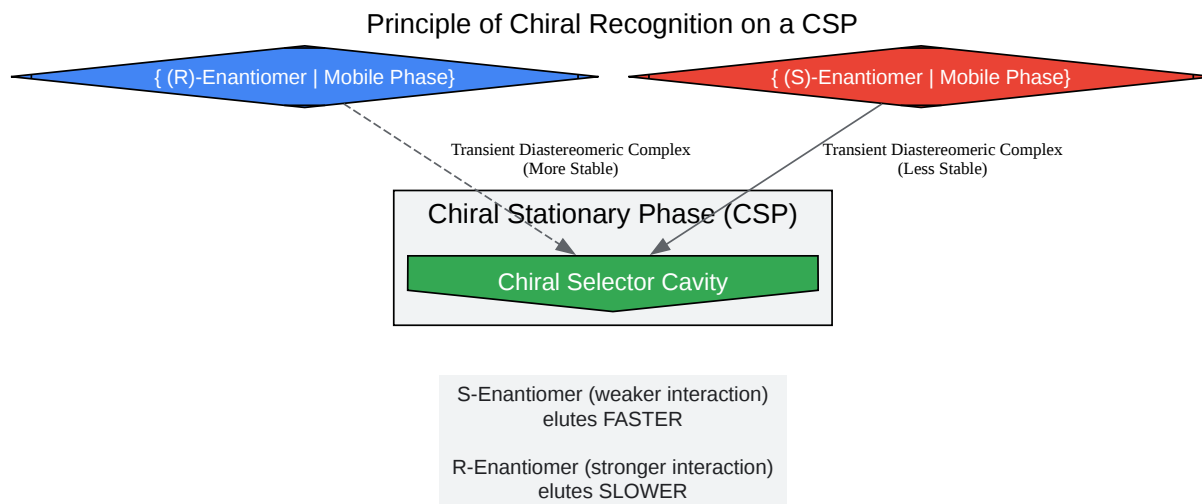 Principle of Chiral Recognition on a CSP
{ (R)-Enantiomer | Mobile Phase}
{ (S)-Enantiomer | Mobile Phase}
Transient Diastereomeric Complex
(More Stable)
Transient Diastereomeric Complex
(Less Stable)
Chiral Stationary Phase (CSP)
Chiral Selector Cavity
S-Enantiomer (weaker interaction)
elutes FASTER
R-Enantiomer (stronger interaction)
elutes SLOWER